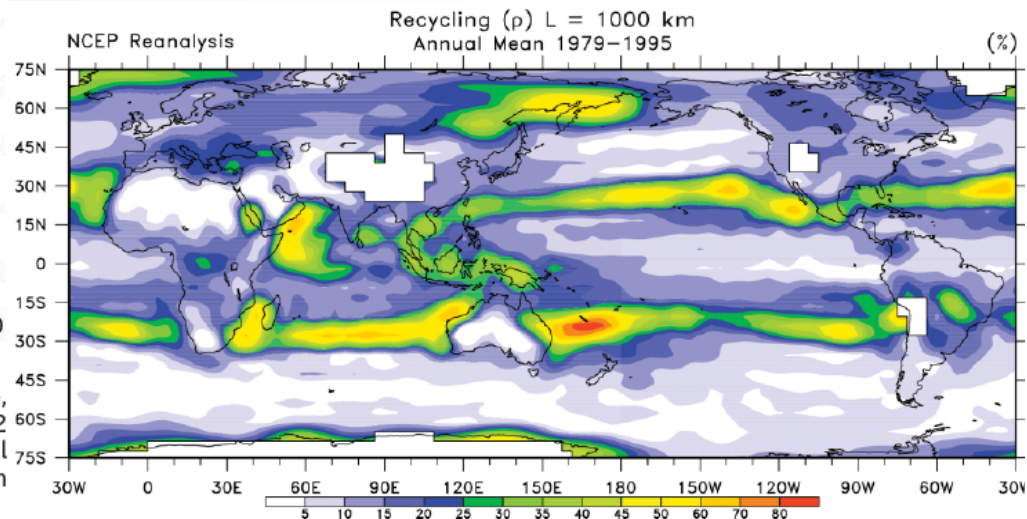 Recycling (ρ) L = 1000 km
NCEP Reanalysis
Annual Mean 1979–1995
(%)
75N
60N
45N
30N
15N
0
15S
30S
45S
60S
75S
30W 0 30E 60E 90E 120E 150E 180 150W 120W 90W 60W 30W
5 10 15 20 25 30 35 40 45 50 60 70 80